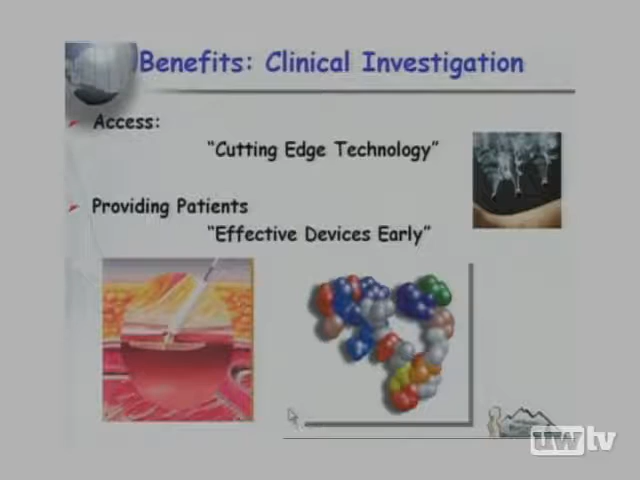 Benefits: Clinical Investigation
Access:
"Cutting Edge Technology"
Providing Patients
"Effective Devices Early"
uwtv